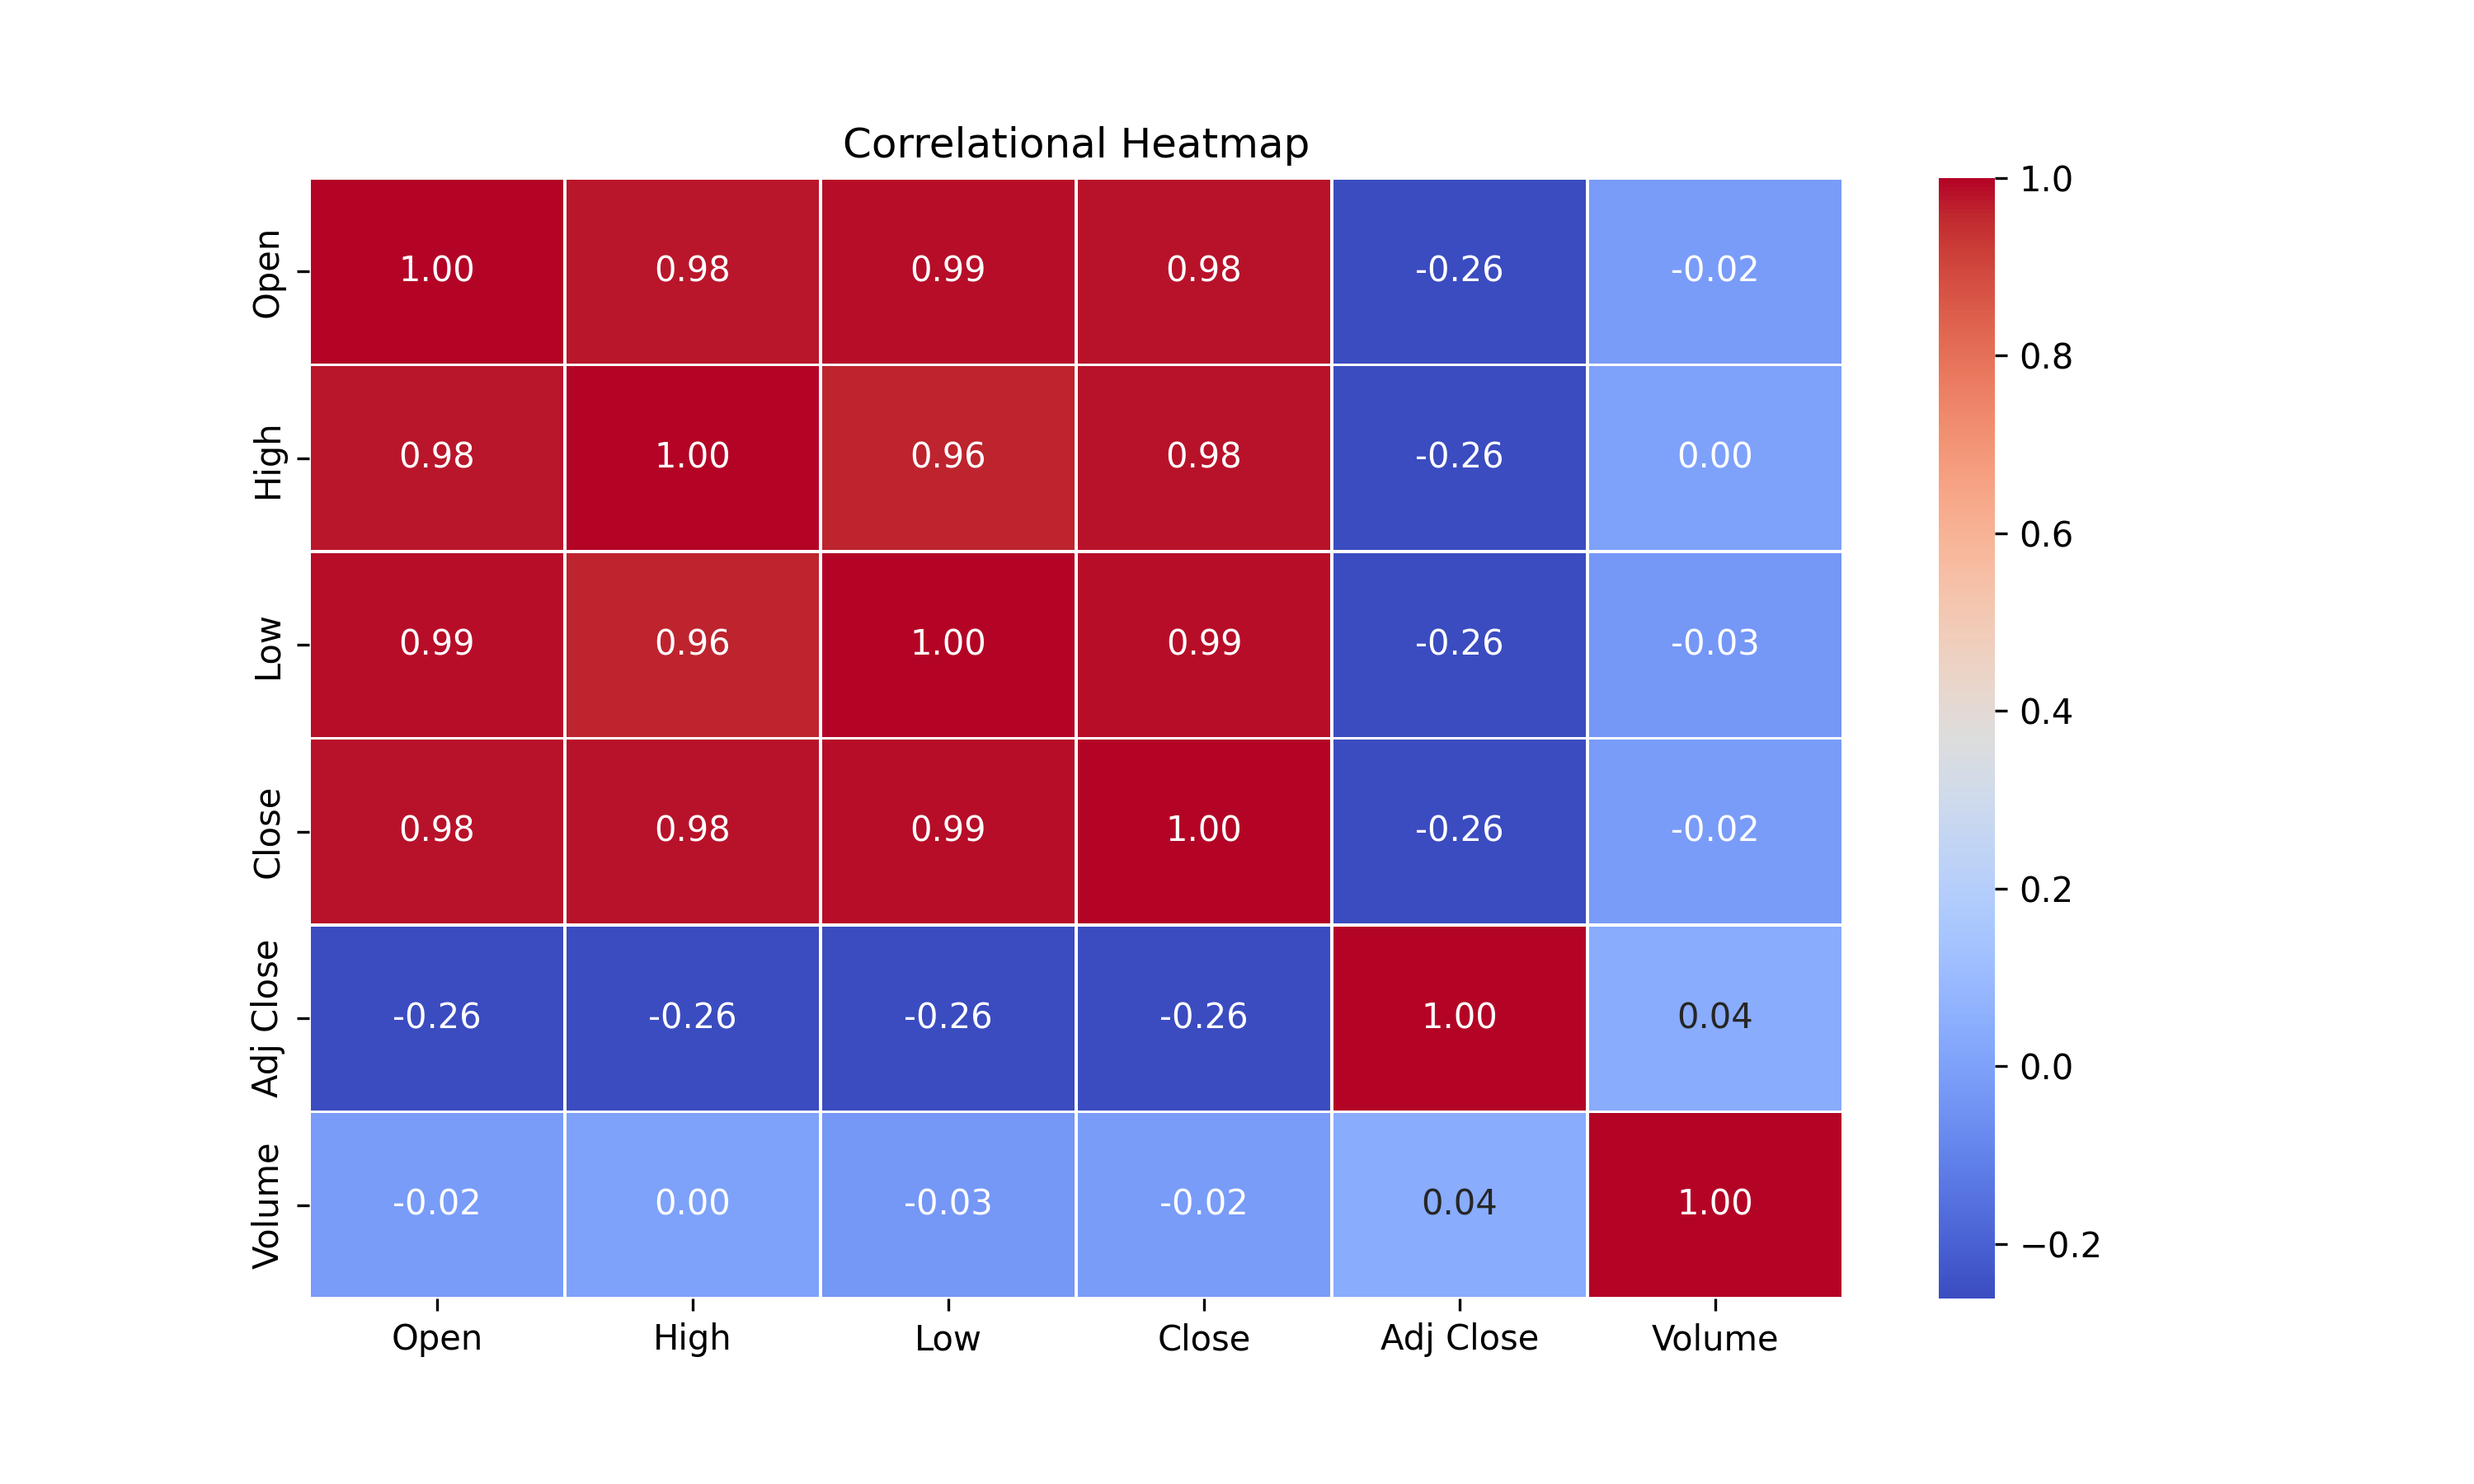 Correlational Heatmap
Open 1.00 0.98 0.99 0.98 -0.26 -0.02
High 0.98 1.00 0.96 0.98 -0.26 0.00
Low 0.99 0.96 1.00 0.99 -0.26 -0.03
Close 0.98 0.98 0.99 1.00 -0.26 -0.02
Adj Close -0.26 -0.26 -0.26 -0.26 1.00 0.04
Volume -0.02 0.00 -0.03 -0.02 0.04 1.00
Open High Low Close Adj Close Volume
1.0
0.8
0.6
0.4
0.2
0.0
−0.2